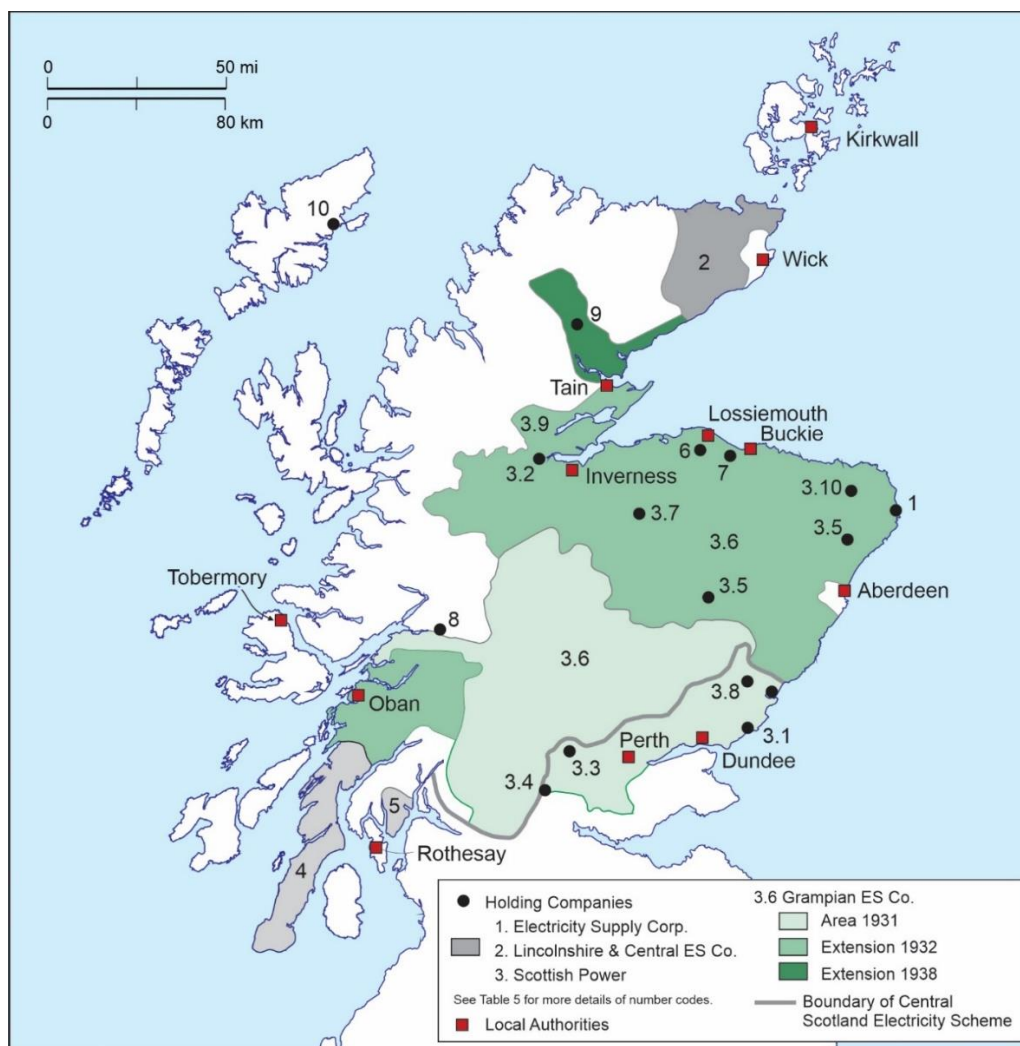 0 50 mi
0 80 km
Kirkwall
10
2
Wick
9
Tain
3.9
Lossiemouth
Buckie
6
7
3.2
Inverness
3.10
1
3.7
3.6
3.5
3.5
Tobermory
Aberdeen
8
3.6
3.8
Oban
Perth
3.1
3.3
Dundee
3.4
5
Rothesay
4
Holding Companies
1. Electricity Supply Corp.
2. Lincolnshire & Central ES Co.
3. Scottish Power
See Table 5 for more details of number codes.
Local Authorities
3.6 Grampian ES Co.
Area 1931
Extension 1932
Extension 1938
Boundary of Central
Scotland Electricity Scheme